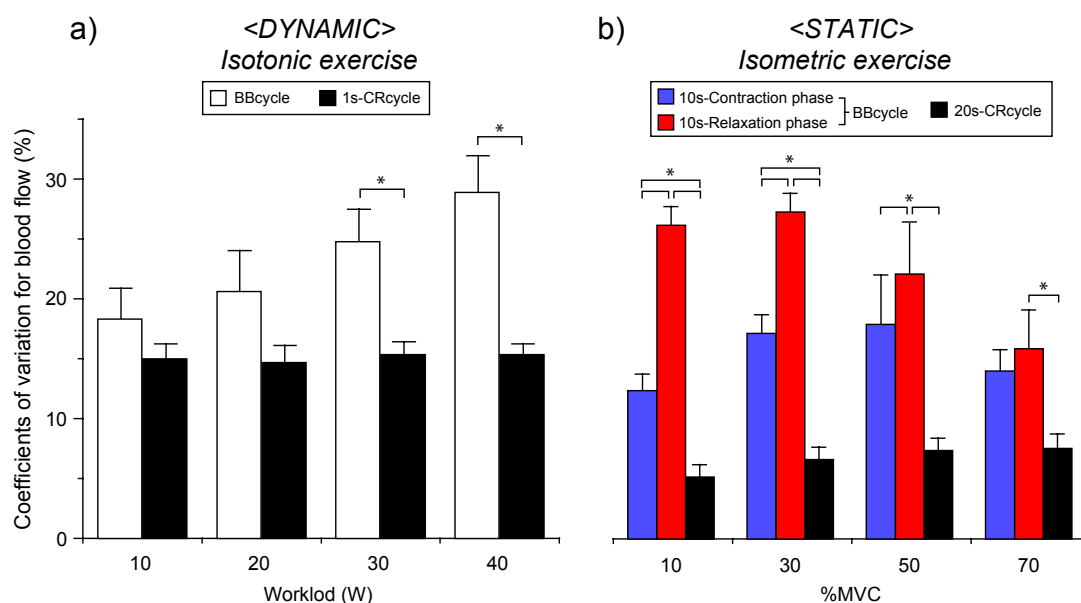 a)
<DYNAMIC>
Isotonic exercise
BBcycle
1s-CRcycle
Coefficients of variation for blood flow (%)
30
20
10
0
*
*
10
20
30
40
Worklod (W)
b)
<STATIC>
Isometric exercise
10s-Contraction phase
10s-Relaxation phase
BBcycle
20s-CRcycle
*
*
*
*
10
30
50
70
%MVC